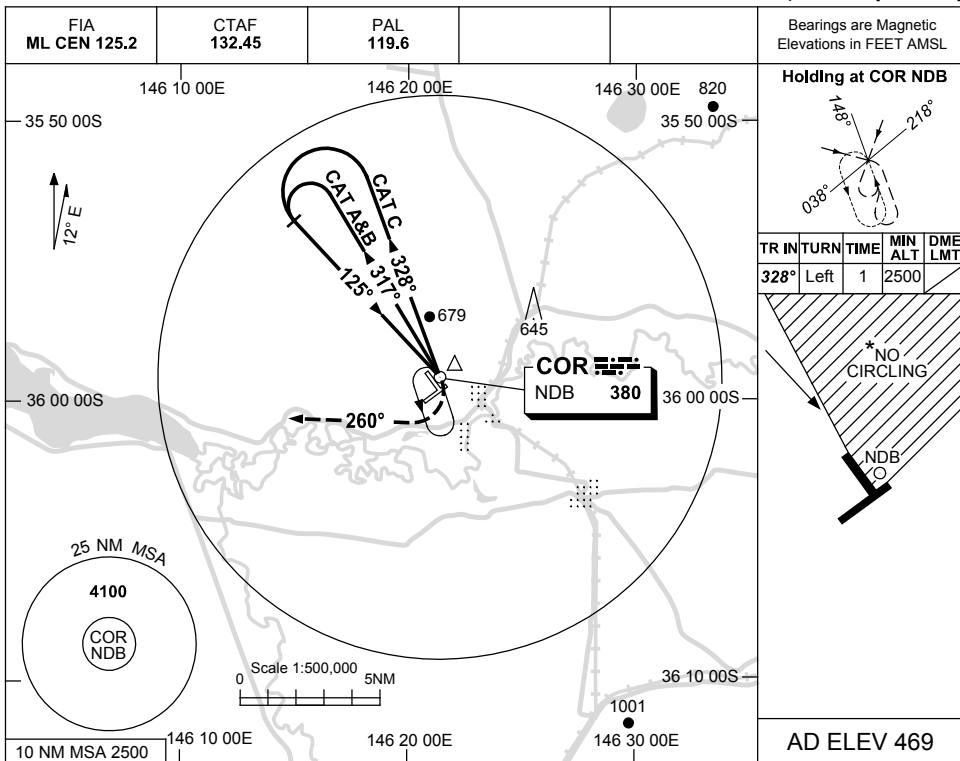 FIA
ML CEN 125.2
CTAF
132.45
PAL
119.6
Bearings are Magnetic
Elevations in FEET AMSL
146 10 00E
146 20 00E
146 30 00E
820
35 50 00S
35 50 00S
Holding at COR NDB
148°
218°
038°
12° E
CAT A&B
CAT C
328°
317°
125°
679
645
TR IN
TURN
TIME
MIN ALT
DME LMT
328°
Left
1
2500
*NO
CIRCLING
NDB
COR
NDB 380
36 00 00S
36 00 00S
260°
25 NM MSA
4100
COR
NDB
Scale 1:500,000
0
5NM
36 10 00S
1001
146 10 00E
146 20 00E
146 30 00E
10 NM MSA 2500
AD ELEV 469